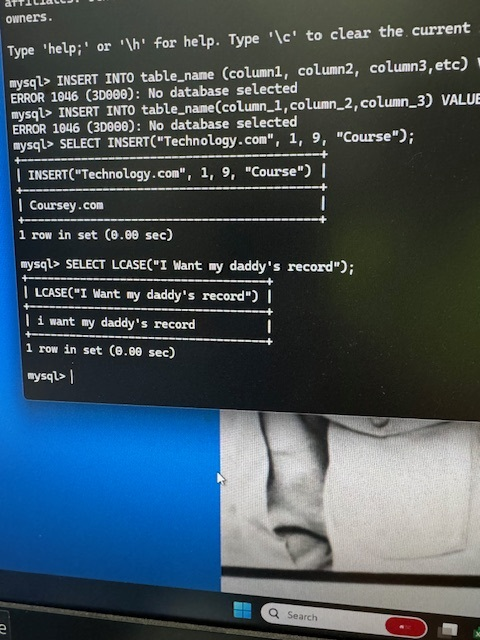 owners.
Type 'help;' or '\h' for help. Type '\c' to clear the current
mysql> INSERT INTO table_name (column1, column2, column3,etc)
ERROR 1046 (3D000): No database selected
mysql> INSERT INTO table_name(column_1,column_2,column_3) VALUE
ERROR 1046 (3D000): No database selected
mysql> SELECT INSERT("Technology.com", 1, 9, "Course");
| INSERT("Technology.com", 1, 9, "Course") |
| Coursey.com |
1 row in set (0.00 sec)
mysql> SELECT LCASE("I Want my daddy's record");
| LCASE("I Want my daddy's record") |
| i want my daddy's record |
1 row in set (0.00 sec)
mysql>
Search